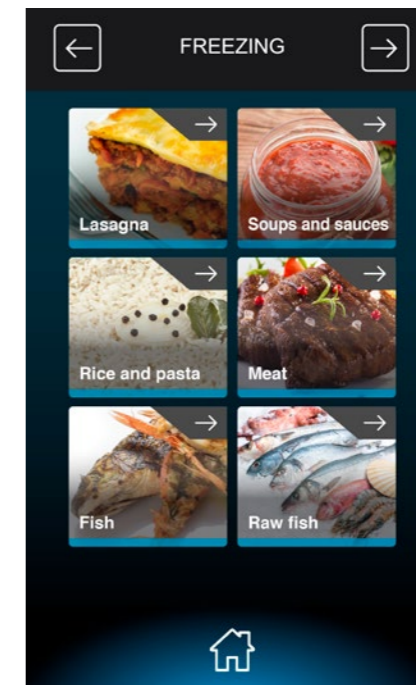 FREEZING
Lasagna
Soups and sauces
Rice and pasta
Meat
Fish
Raw fish